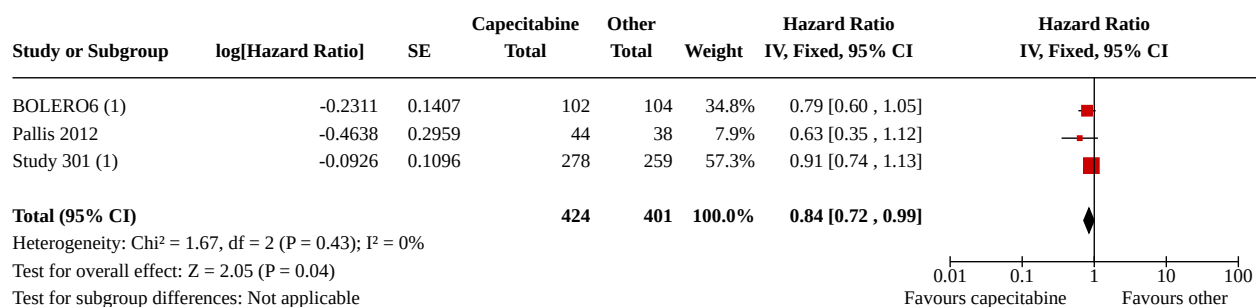 Capecitabine Other Hazard Ratio Hazard Ratio
Study or Subgroup log[Hazard Ratio] SE Total Total Weight IV, Fixed, 95% CI IV, Fixed, 95% CI
BOLERO6 (1) -0.2311 0.1407 102 104 34.8% 0.79 [0.60 , 1.05]
Pallis 2012 -0.4638 0.2959 44 38 7.9% 0.63 [0.35 , 1.12]
Study 301 (1) -0.0926 0.1096 278 259 57.3% 0.91 [0.74 , 1.13]
Total (95% CI) 424 401 100.0% 0.84 [0.72 , 0.99]
Heterogeneity: Chi² = 1.67, df = 2 (P = 0.43); I² = 0%
Test for overall effect: Z = 2.05 (P = 0.04)
0.01 0.1 1 10 100
Test for subgroup differences: Not applicable Favours capecitabine Favours other